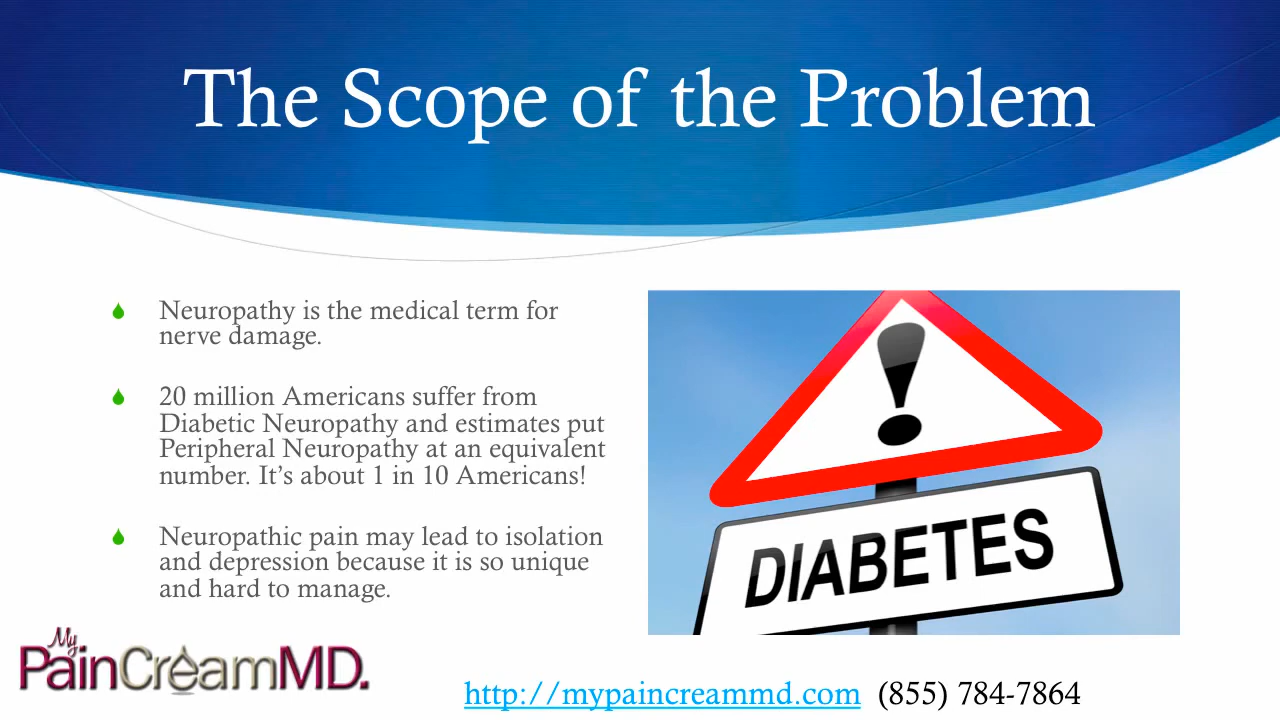 The Scope of the Problem
Neuropathy is the medical term for
nerve damage.
20 million Americans suffer from
Diabetic Neuropathy and estimates put
Peripheral Neuropathy at an equivalent
number. It’s about 1 in 10 Americans!
Neuropathic pain may lead to isolation
and depression because it is so unique
and hard to manage.
!
DIABETES
My
PainCreamMD.
http://mypaincreammd.com (855) 784-7864